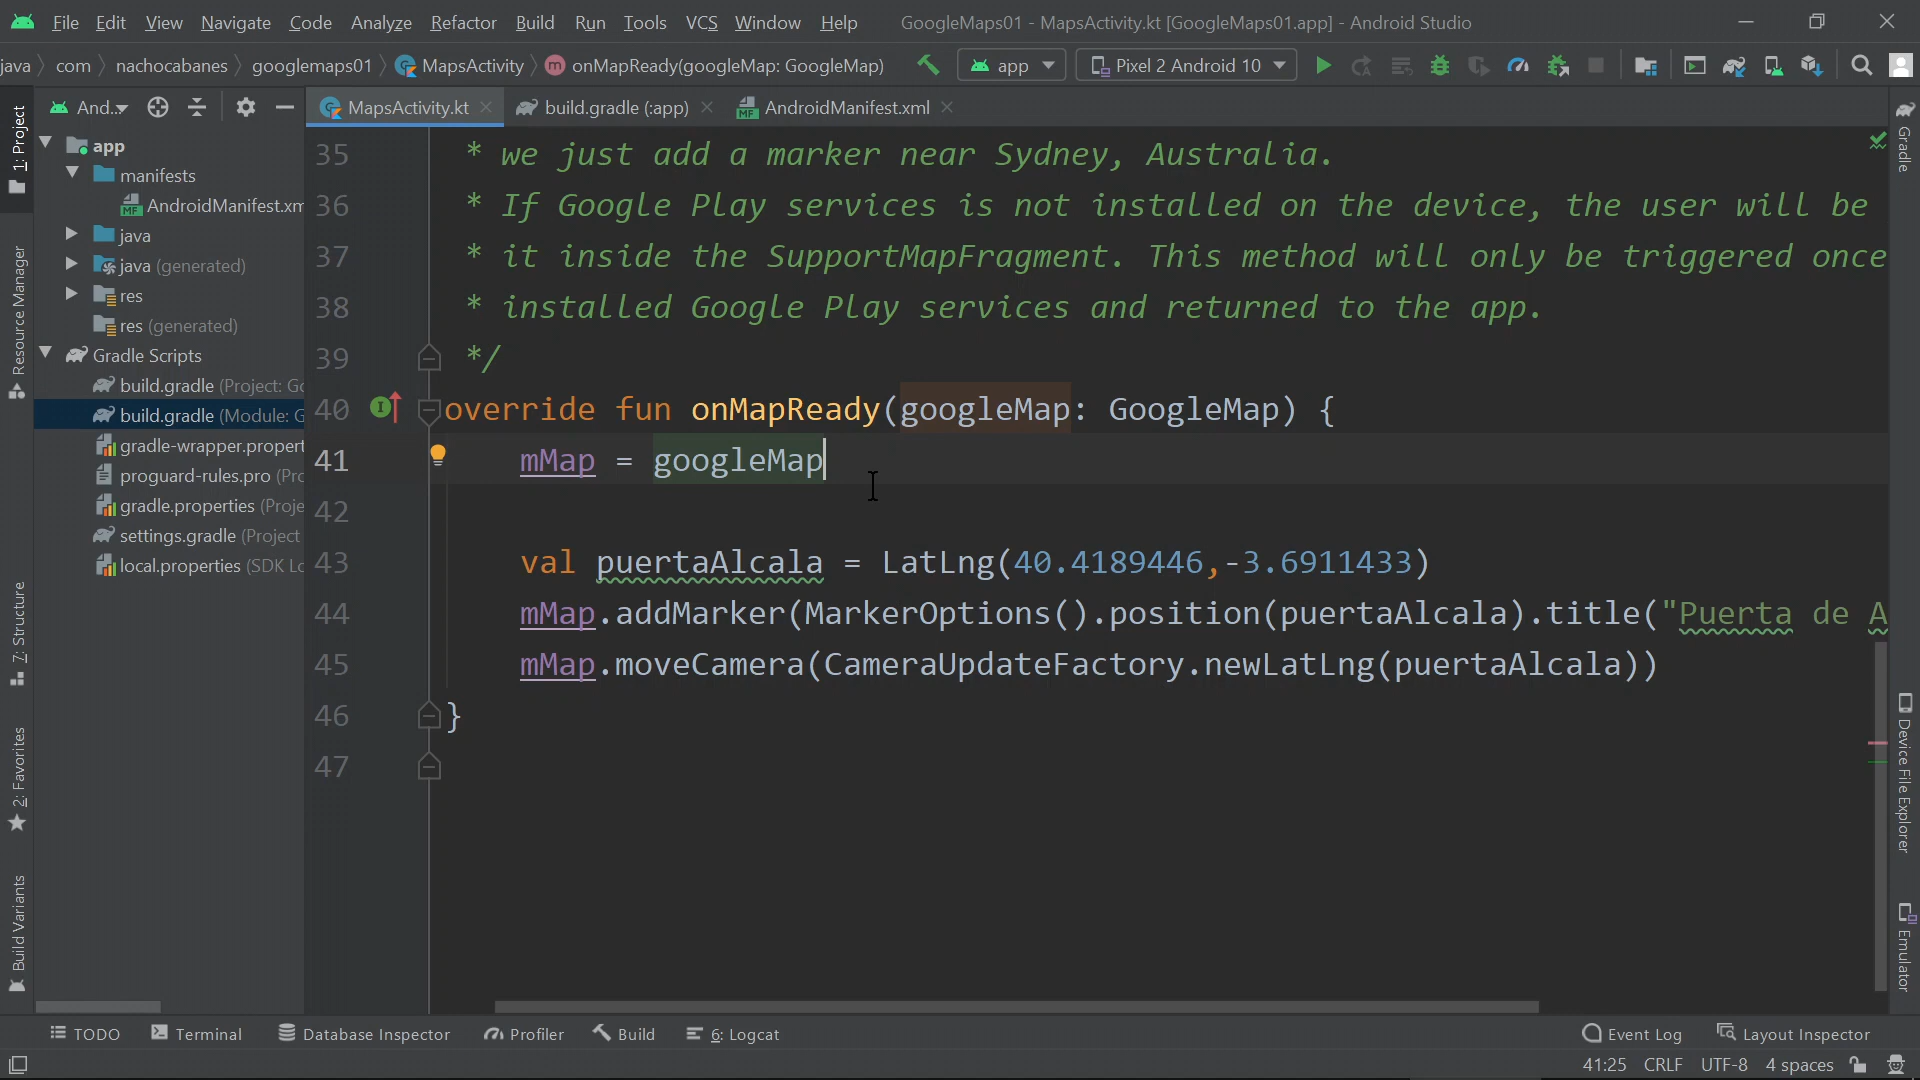 File Edit View Navigate Code Analyze Refactor Build Run Tools VCS Window Help GoogleMaps01 - MapsActivity.kt [GoogleMaps01.app] - Android Studio
java com nachocabanes googlemaps01 MapsActivity onMapReady(googleMap: GoogleMap) app Pixel 2 Android 10
And... MapsActivity.kt build.gradle (:app) AndroidManifest.xml
1: Project
Resource Manager
7: Structure
2: Favorites
Build Variants
app
manifests
AndroidManifest.xm
java
java (generated)
res
res (generated)
Gradle Scripts
build.gradle (Project: Go
build.gradle (Module: G
gradle-wrapper.propert
proguard-rules.pro (Pro
gradle.properties (Proje
settings.gradle (Project
local.properties (SDK Lo
35 * we just add a marker near Sydney, Australia.
36 * If Google Play services is not installed on the device, the user will be
37 * it inside the SupportMapFragment. This method will only be triggered once
38 * installed Google Play services and returned to the app.
39 */
40 override fun onMapReady(googleMap: GoogleMap) {
41 mMap = googleMap
42
43 val puertaAlcala = LatLng(40.4189446,-3.6911433)
44 mMap.addMarker(MarkerOptions().position(puertaAlcala).title("Puerta de A
45 mMap.moveCamera(CameraUpdateFactory.newLatLng(puertaAlcala))
46 }
47
Gradle
Device File Explorer
Emulator
TODO Terminal Database Inspector Profiler Build 6: Logcat Event Log Layout Inspector
41:25 CRLF UTF-8 4 spaces